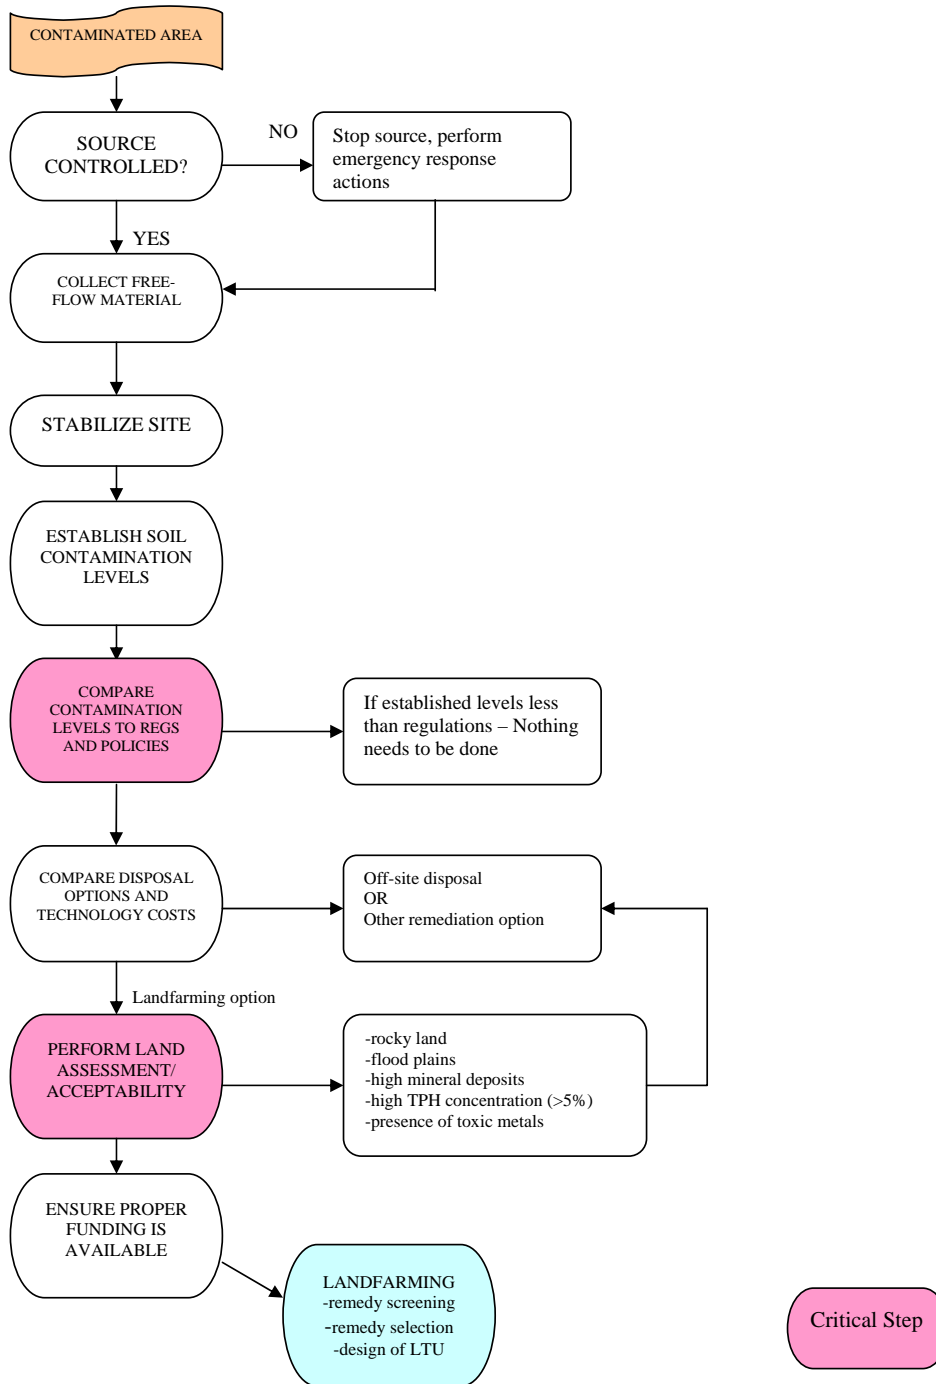 CONTAMINATED AREA
SOURCE
CONTROLLED?
NO
Stop source, perform
emergency response
actions
YES
COLLECT FREE-
FLOW MATERIAL
STABILIZE SITE
ESTABLISH SOIL
CONTAMINATION
LEVELS
COMPARE
CONTAMINATION
LEVELS TO REGS
AND POLICIES
If established levels less
than regulations – Nothing
needs to be done
COMPARE DISPOSAL
OPTIONS AND
TECHNOLOGY COSTS
Off-site disposal
OR
Other remediation option
Landfarming option
PERFORM LAND
ASSESSMENT/
ACCEPTABILITY
-rocky land
-flood plains
-high mineral deposits
-high TPH concentration (>5%)
-presence of toxic metals
ENSURE PROPER
FUNDING IS
AVAILABLE
LANDFARMING
-remedy screening
-remedy selection
-design of LTU
Critical Step